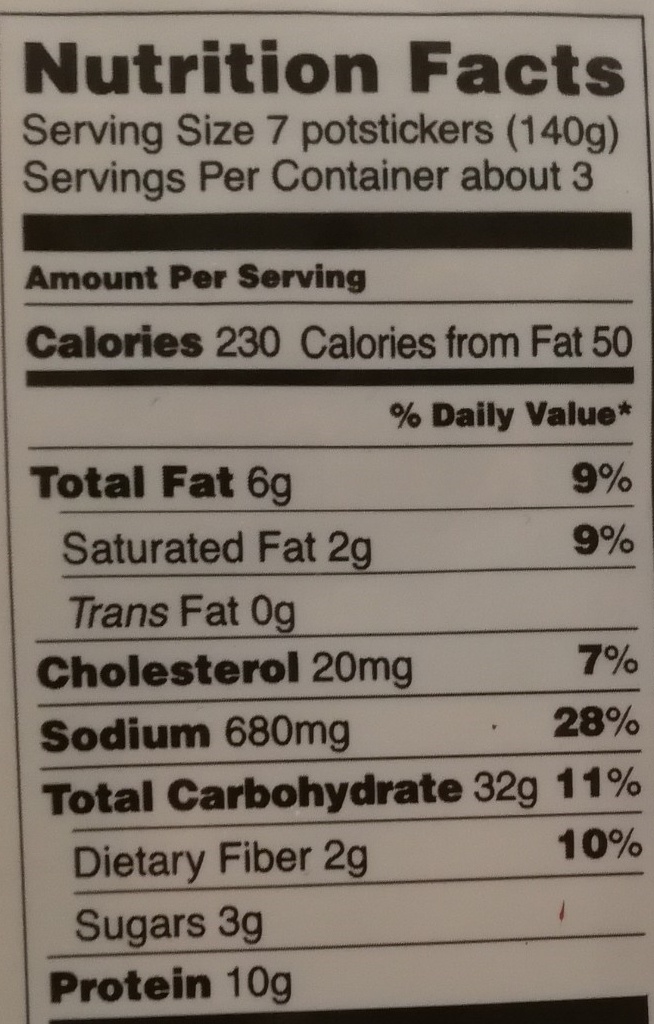 Nutrition Facts
Serving Size 7 potstickers (140g)
Servings Per Container about 3
Amount Per Serving
Calories 230 Calories from Fat 50
% Daily Value*
Total Fat 6g 9%
Saturated Fat 2g 9%
Trans Fat 0g
Cholesterol 20mg 7%
Sodium 680mg 28%
Total Carbohydrate 32g 11%
Dietary Fiber 2g 10%
Sugars 3g
Protein 10g